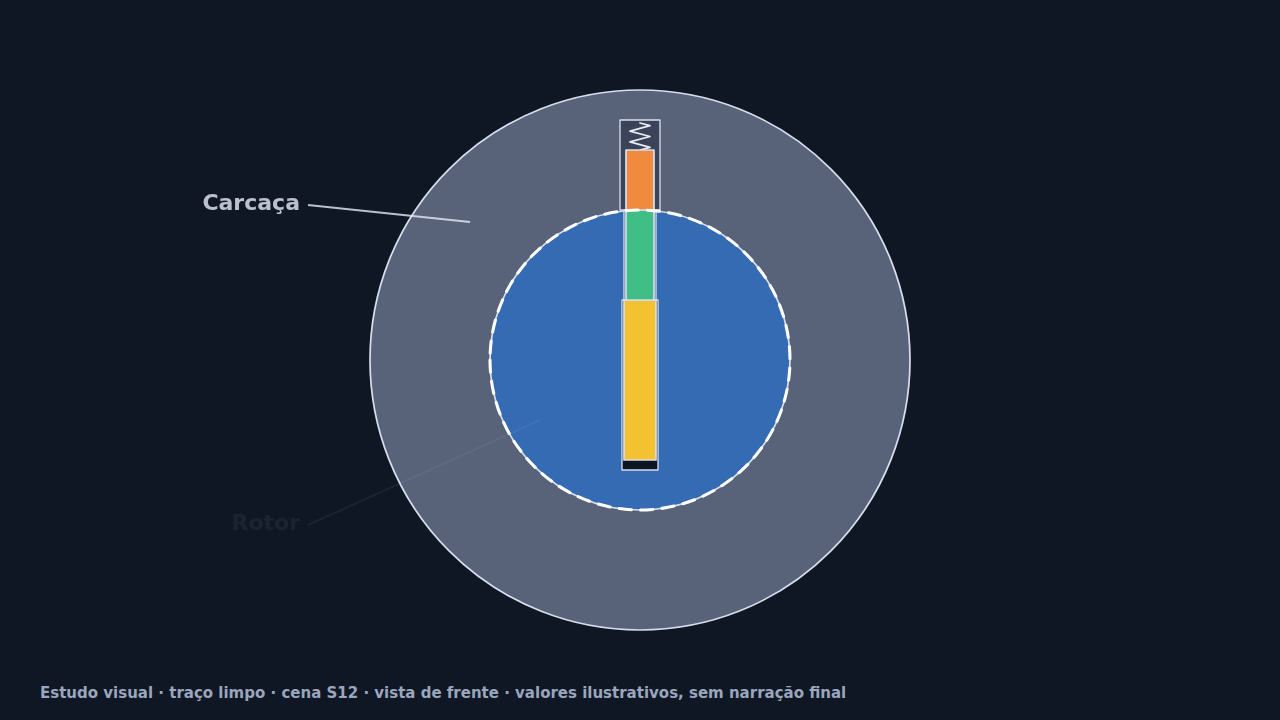 Carcaça
Rotor
Estudo visual · traço limpo · cena S12 · vista de frente · valores ilustrativos, sem narração final